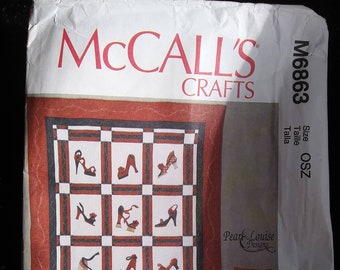 McCALL'S
CRAFTS
M6863
Size
Taille
Talla
OSZ
Pearl Louise
Designs